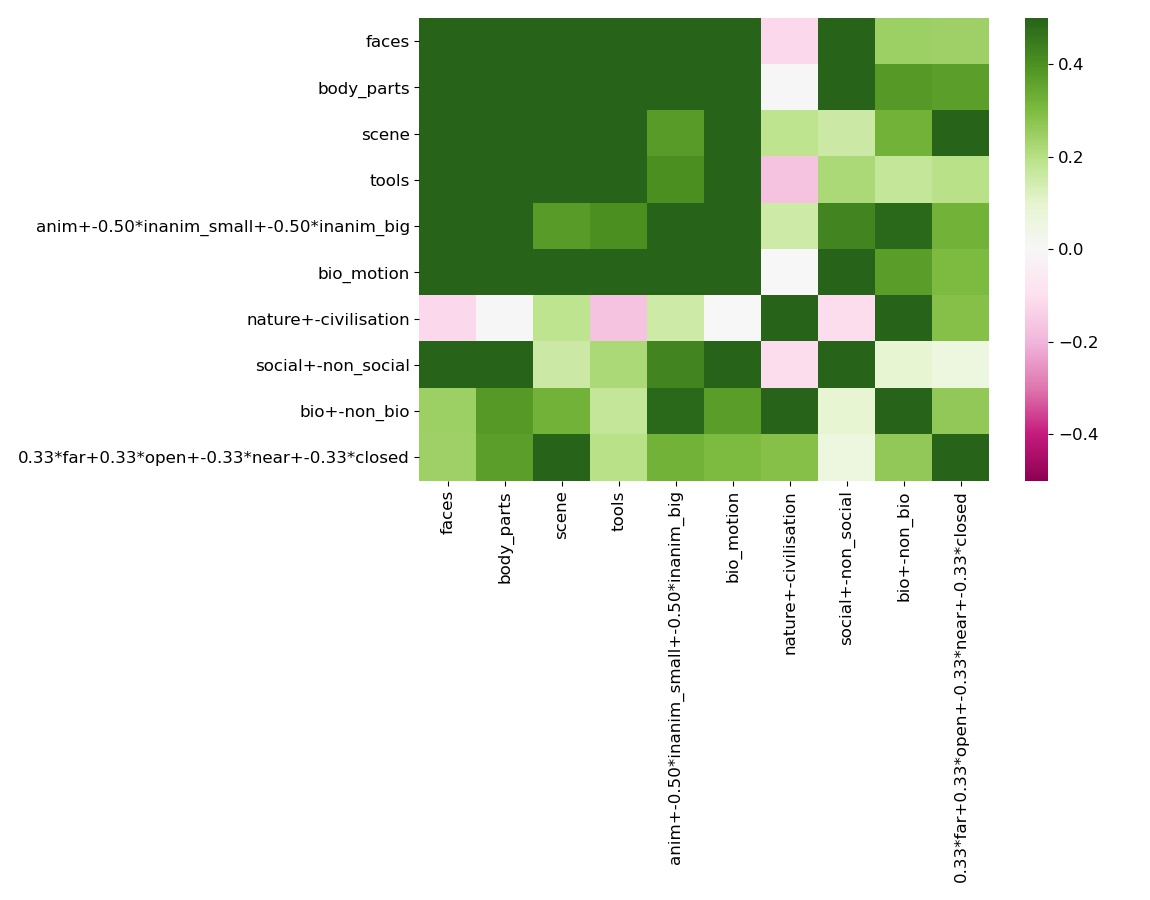 faces
body_parts
scene
tools
anim+-0.50*inanim_small+-0.50*inanim_big
bio_motion
nature+-civilisation
social+-non_social
bio+-non_bio
0.33*far+0.33*open+-0.33*near+-0.33*closed
faces
body_parts
scene
tools
anim+-0.50*inanim_small+-0.50*inanim_big
bio_motion
nature+-civilisation
social+-non_social
bio+-non_bio
0.33*far+0.33*open+-0.33*near+-0.33*closed
0.4
0.2
0.0
−0.2
−0.4